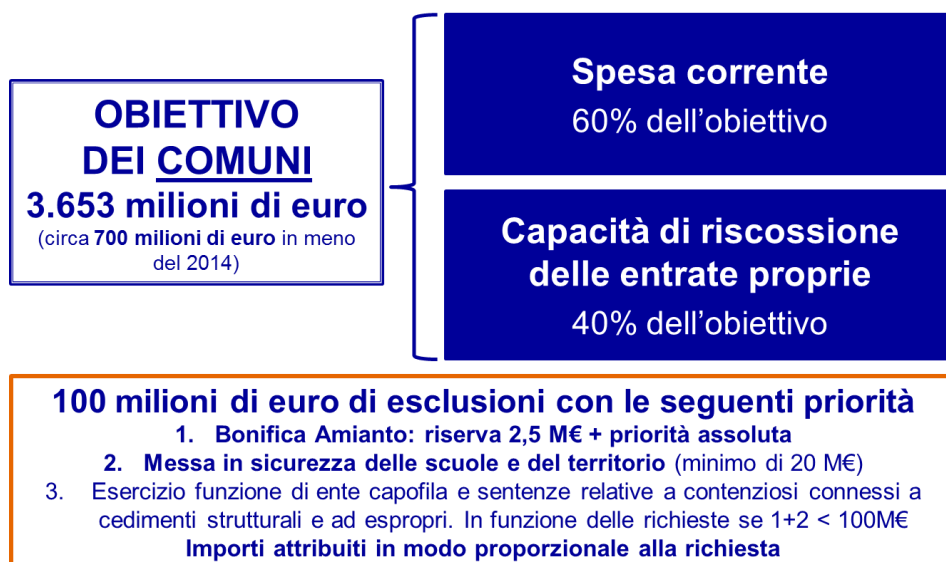 OBIETTIVO
DEI COMUNI
3.653 milioni di euro
(circa 700 milioni di euro in meno
del 2014)
Spesa corrente
60% dell’obiettivo
Capacità di riscossione
delle entrate proprie
40% dell’obiettivo
100 milioni di euro di esclusioni con le seguenti priorità
1. Bonifica Amianto: riserva 2,5 M€ + priorità assoluta
2. Messa in sicurezza delle scuole e del territorio (minimo di 20 M€)
3. Esercizio funzione di ente capofila e sentenze relative a contenziosi connessi a
cedimenti strutturali e ad espropri. In funzione delle richieste se 1+2 < 100M€
Importi attribuiti in modo proporzionale alla richiesta